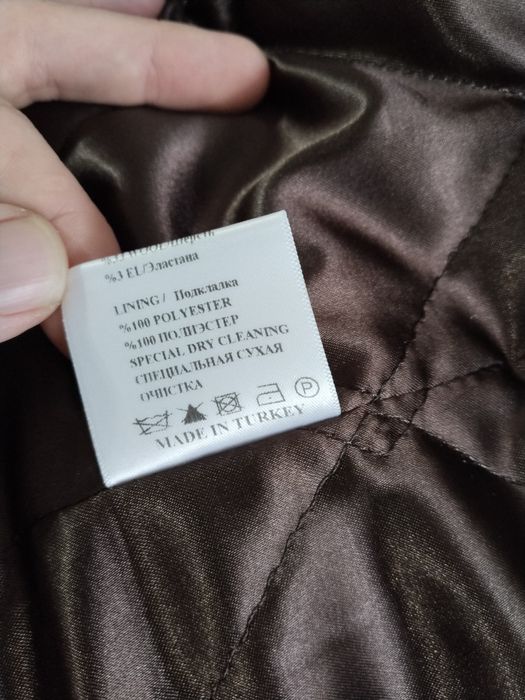 %3 EL/Эластана
LINING/ Подкладка
%100 POLYESTER
%100 ПОЛИЭСТЕР
SPECIAL DRY CLEANING
СПЕЦИАЛЬНАЯ СУХАЯ
ОЧИСТКА
P
MADE IN TURKEY